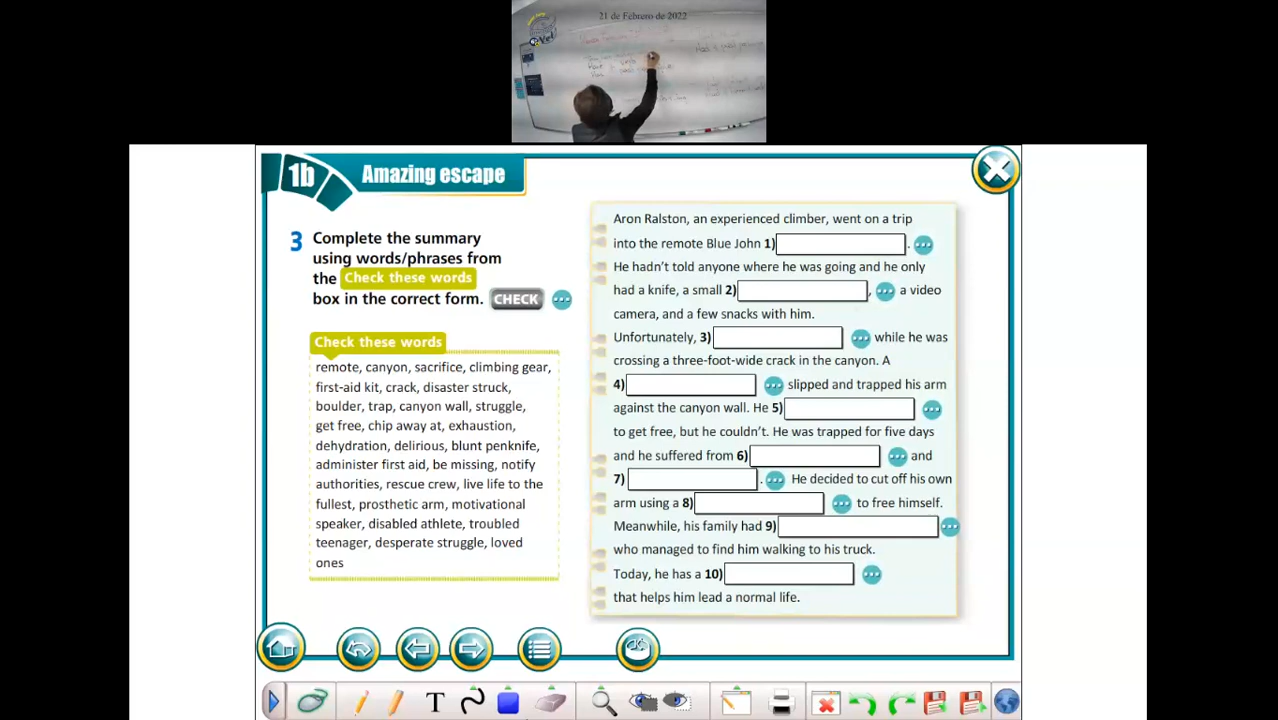 21 de Febrero de 2022
1b Amazing escape
3 Complete the summary
using words/phrases from
the Check these words
box in the correct form. CHECK
Check these words
remote, canyon, sacrifice, climbing gear,
first-aid kit, crack, disaster struck,
boulder, trap, canyon wall, struggle,
get free, chip away at, exhaustion,
dehydration, delirious, blunt penknife,
administer first aid, be missing, notify
authorities, rescue crew, live life to the
fullest, prosthetic arm, motivational
speaker, disabled athlete, troubled
teenager, desperate struggle, loved
ones
Aron Ralston, an experienced climber, went on a trip
into the remote Blue John 1) .
He hadn't told anyone where he was going and he only
had a knife, a small 2) , a video
camera, and a few snacks with him.
Unfortunately, 3) while he was
crossing a three-foot-wide crack in the canyon. A
4) slipped and trapped his arm
against the canyon wall. He 5)
to get free, but he couldn't. He was trapped for five days
and he suffered from 6) and
7) . He decided to cut off his own
arm using a 8) to free himself.
Meanwhile, his family had 9)
who managed to find him walking to his truck.
Today, he has a 10)
that helps him lead a normal life.
T